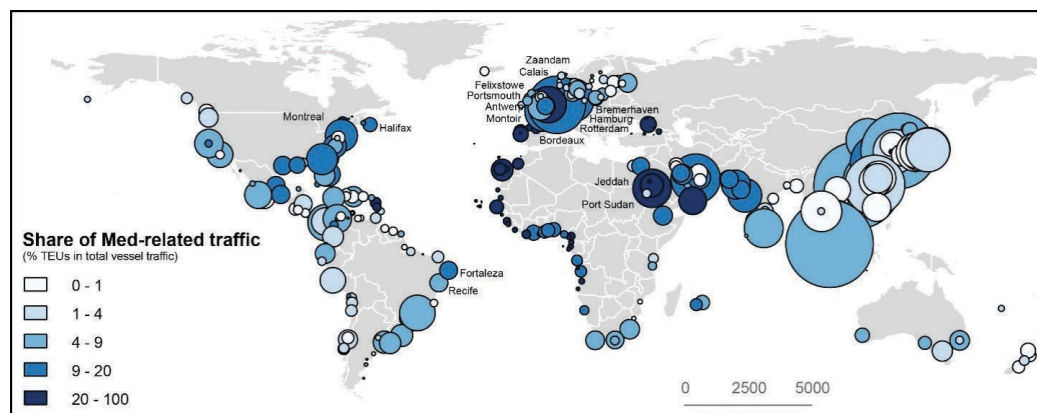 Zaandam
Calais
Felixstowe
Portsmouth
Antwerp
Montoir
Bremerhaven
Hamburg
Rotterdam
Bordeaux
Montreal
Halifax
Jeddah
Port Sudan
Fortaleza
Recife
Share of Med-related traffic
(% TEUs in total vessel traffic)
0 - 1
1 - 4
4 - 9
9 - 20
20 - 100
0 2500 5000